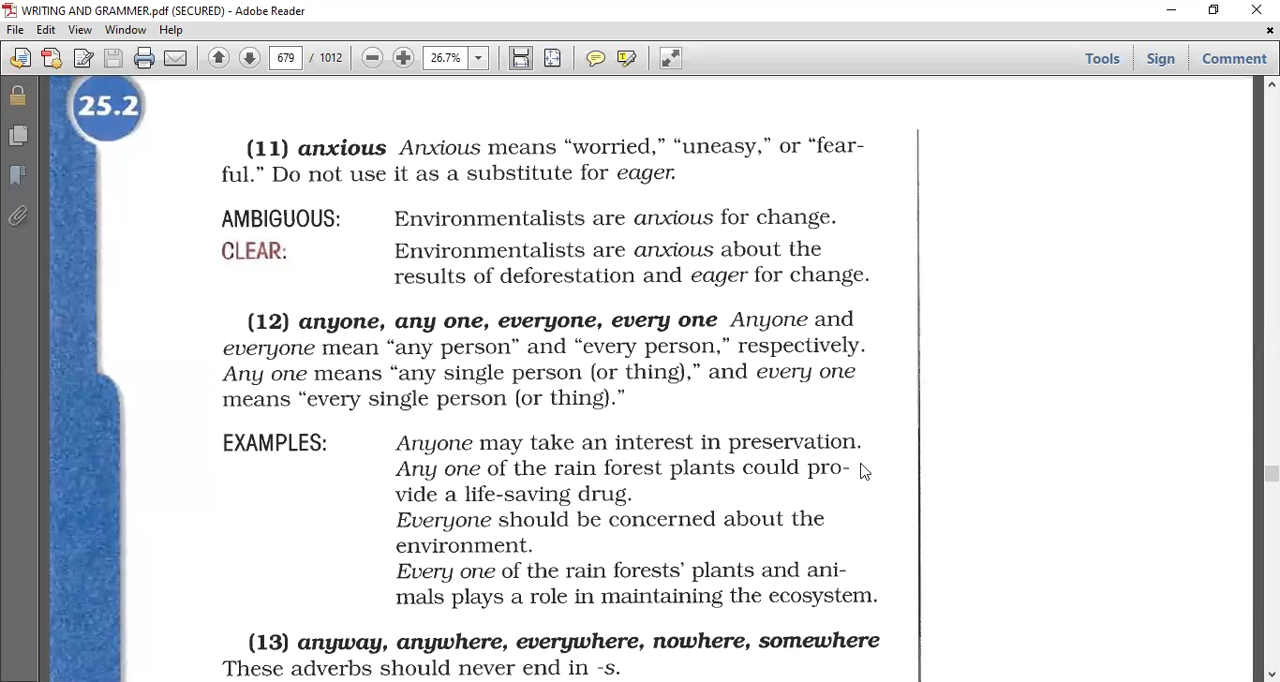 WRITING AND GRAMMER.pdf (SECURED) - Adobe Reader
File Edit View Window Help
679 / 1012 26.7% Tools Sign Comment
25.2
(11) anxious Anxious means “worried,” “uneasy,” or “fear-
ful.” Do not use it as a substitute for eager.
AMBIGUOUS: Environmentalists are anxious for change.
CLEAR: Environmentalists are anxious about the
results of deforestation and eager for change.
(12) anyone, any one, everyone, every one Anyone and
everyone mean “any person” and “every person,” respectively.
Any one means “any single person (or thing),” and every one
means “every single person (or thing).”
EXAMPLES: Anyone may take an interest in preservation.
Any one of the rain forest plants could pro-
vide a life-saving drug.
Everyone should be concerned about the
environment.
Every one of the rain forests’ plants and ani-
mals plays a role in maintaining the ecosystem.
(13) anyway, anywhere, everywhere, nowhere, somewhere
These adverbs should never end in -s.